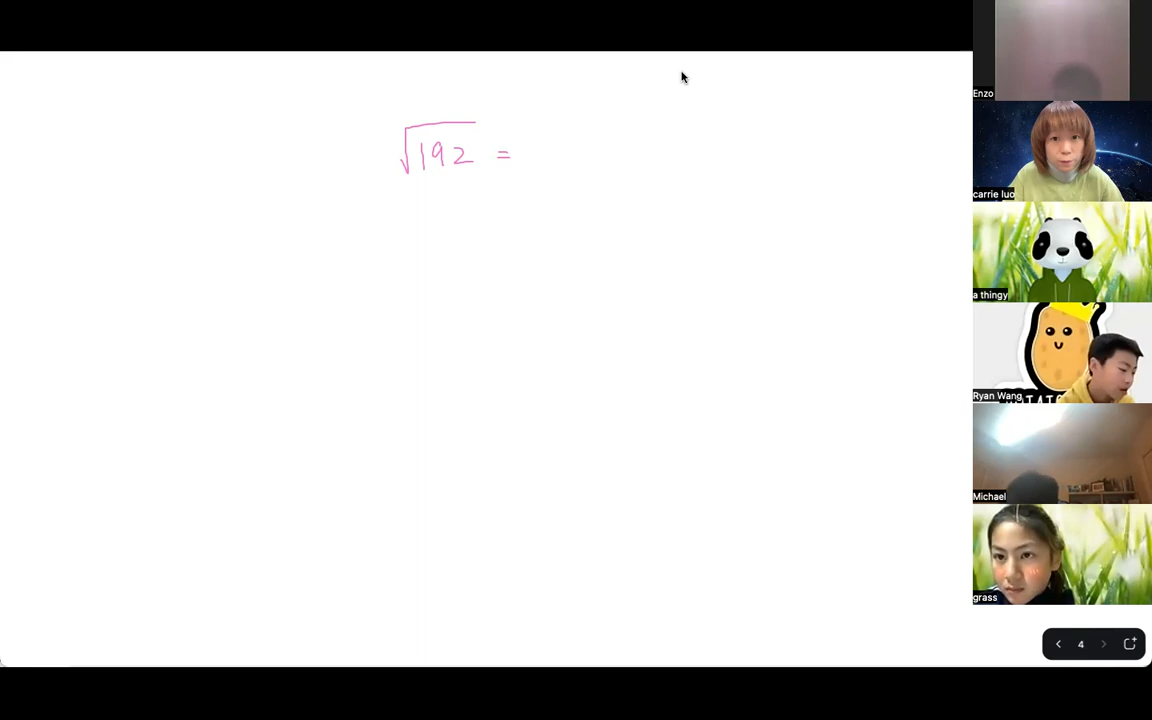 √192 =
Enzo
carrie luo
a thingy
Ryan Wang
Michael
grass
4